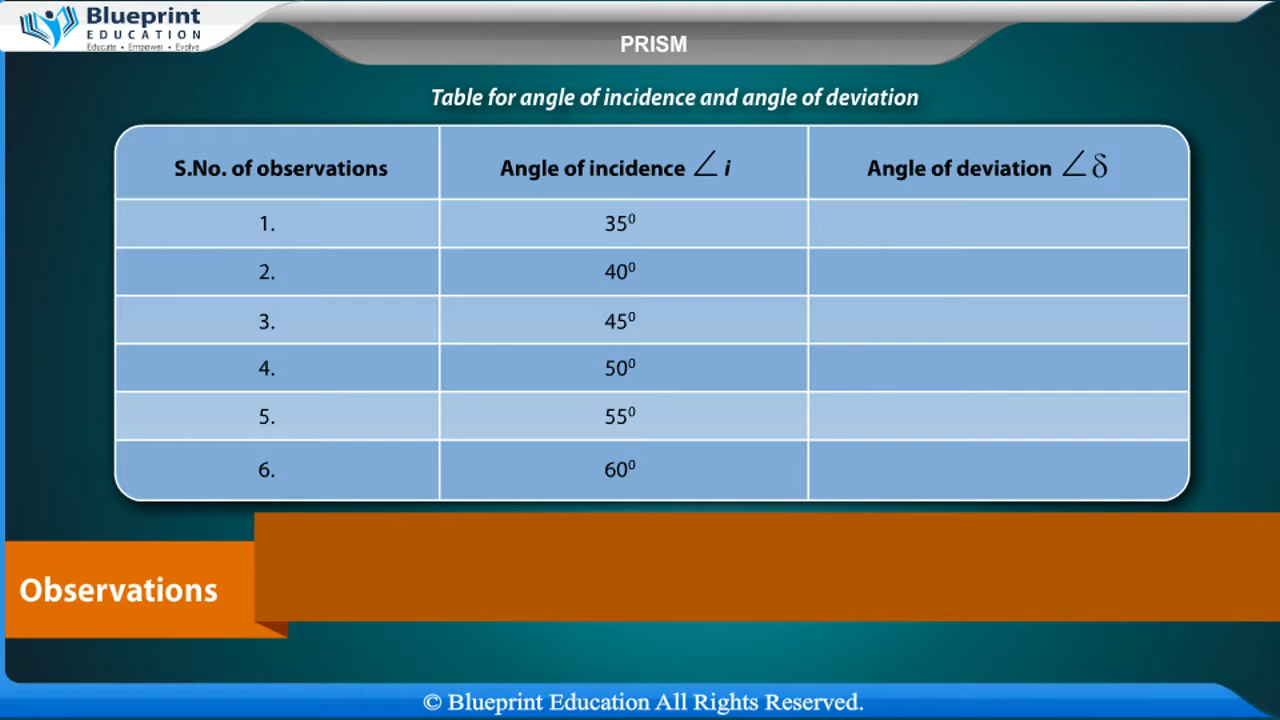 Blueprint
EDUCATION
Educate • Empower • Evolve
PRISM
Table for angle of incidence and angle of deviation
S.No. of observations Angle of incidence ∠ i Angle of deviation ∠ δ
1. 35⁰
2. 40⁰
3. 45⁰
4. 50⁰
5. 55⁰
6. 60⁰
Observations
© Blueprint Education All Rights Reserved.